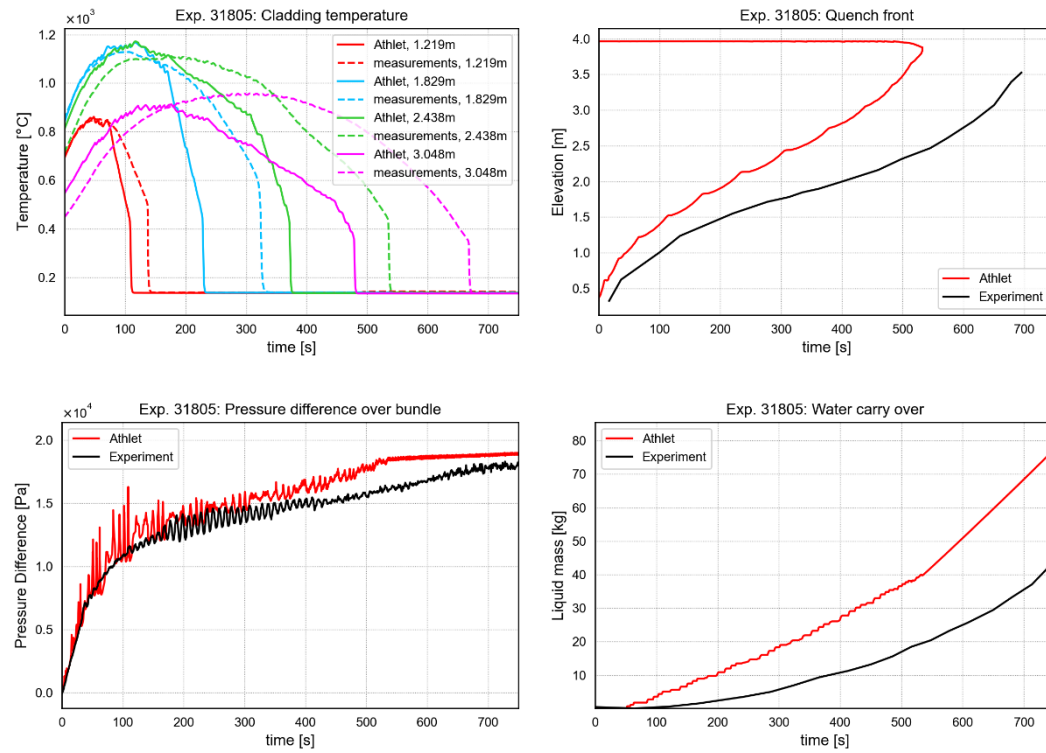 Exp. 31805: Cladding temperature
×10³
1.2
1.0
0.8
0.6
0.4
0.2
Temperature [°C]
0 100 200 300 400 500 600 700
time [s]
Athlet, 1.219m
measurements, 1.219m
Athlet, 1.829m
measurements, 1.829m
Athlet, 2.438m
measurements, 2.438m
Athlet, 3.048m
measurements, 3.048m
Exp. 31805: Quench front
4.0
3.5
3.0
2.5
2.0
1.5
1.0
0.5
Elevation [m]
0 100 200 300 400 500 600 700
time [s]
Athlet
Experiment
Exp. 31805: Pressure difference over bundle
×10⁴
2.0
1.5
1.0
0.5
0.0
Pressure Difference [Pa]
0 100 200 300 400 500 600 700
time [s]
Athlet
Experiment
Exp. 31805: Water carry over
80
70
60
50
40
30
20
10
Liquid mass [kg]
0 100 200 300 400 500 600 700
time [s]
Athlet
Experiment